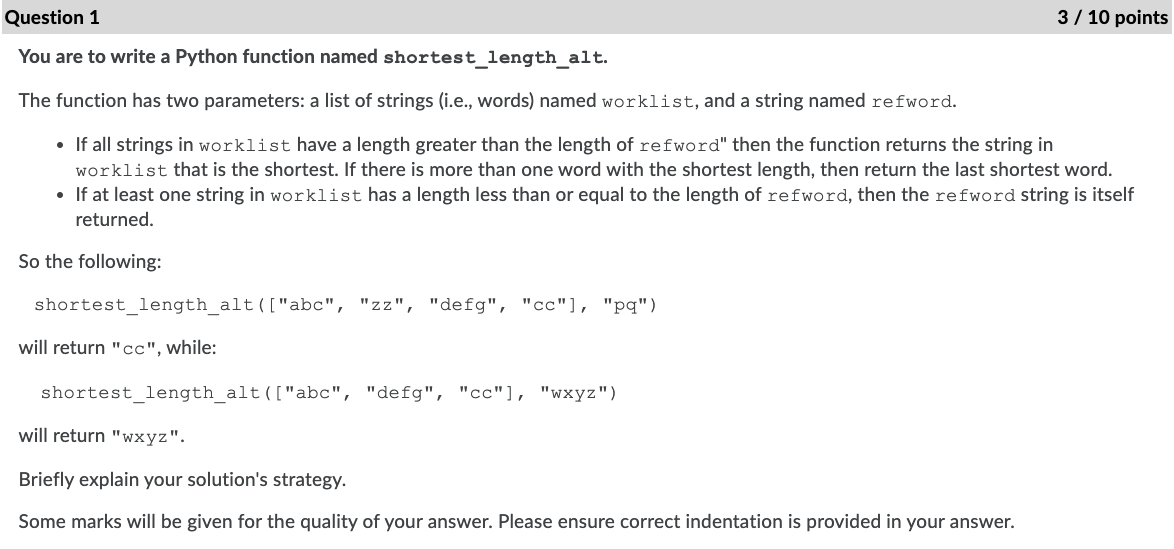 Question 1
3 / 10 points
You are to write a Python function named shortest_length_alt.
The function has two parameters: a list of strings (i.e., words) named worklist, and a string named refword.
• If all strings in worklist have a length greater than the length of refword" then the function returns the string in
worklist that is the shortest. If there is more than one word with the shortest length, then return the last shortest word.
• If at least one string in worklist has a length less than or equal to the length of refword, then the refword string is itself
returned.
So the following:
shortest_length_alt(["abc", "zz", "defg", "cc"], "pq")
will return "cc", while:
shortest_length_alt(["abc", "defg", "cc"], "wxyz")
will return "wxyz".
Briefly explain your solution's strategy.
Some marks will be given for the quality of your answer. Please ensure correct indentation is provided in your answer.